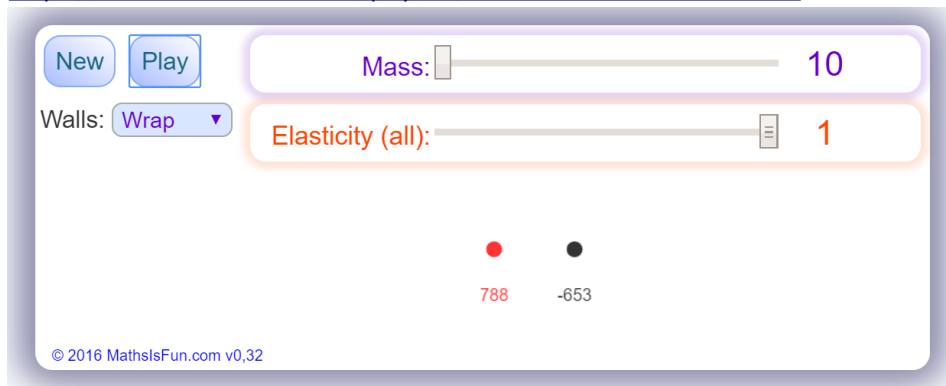 New Play Mass: 10
Walls: Wrap ▼ Elasticity (all): 1
788 -653
© 2016 MathsIsFun.com v0,32